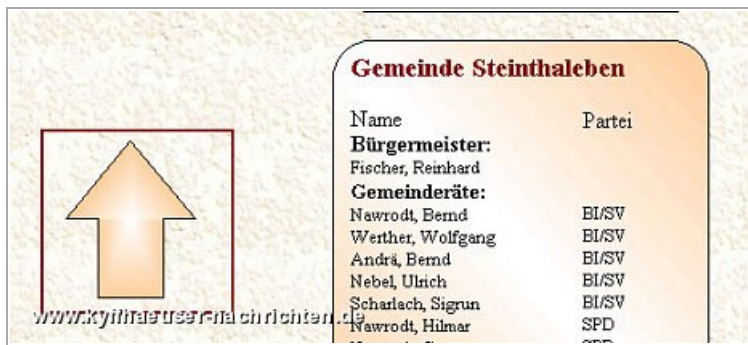 Gemeinde Steinthaleben
Name Partei
Bürgermeister:
Fischer, Reinhard
Gemeinderäte:
Nawrodt, Bernd BI/SV
Werther, Wolfgang BI/SV
Andrä, Bernd BI/SV
Nebel, Ulrich BI/SV
Scharlach, Sigrun BI/SV
www.kyffhaeuser-nachrichten.de
Nawrodt, Hilmar SPD